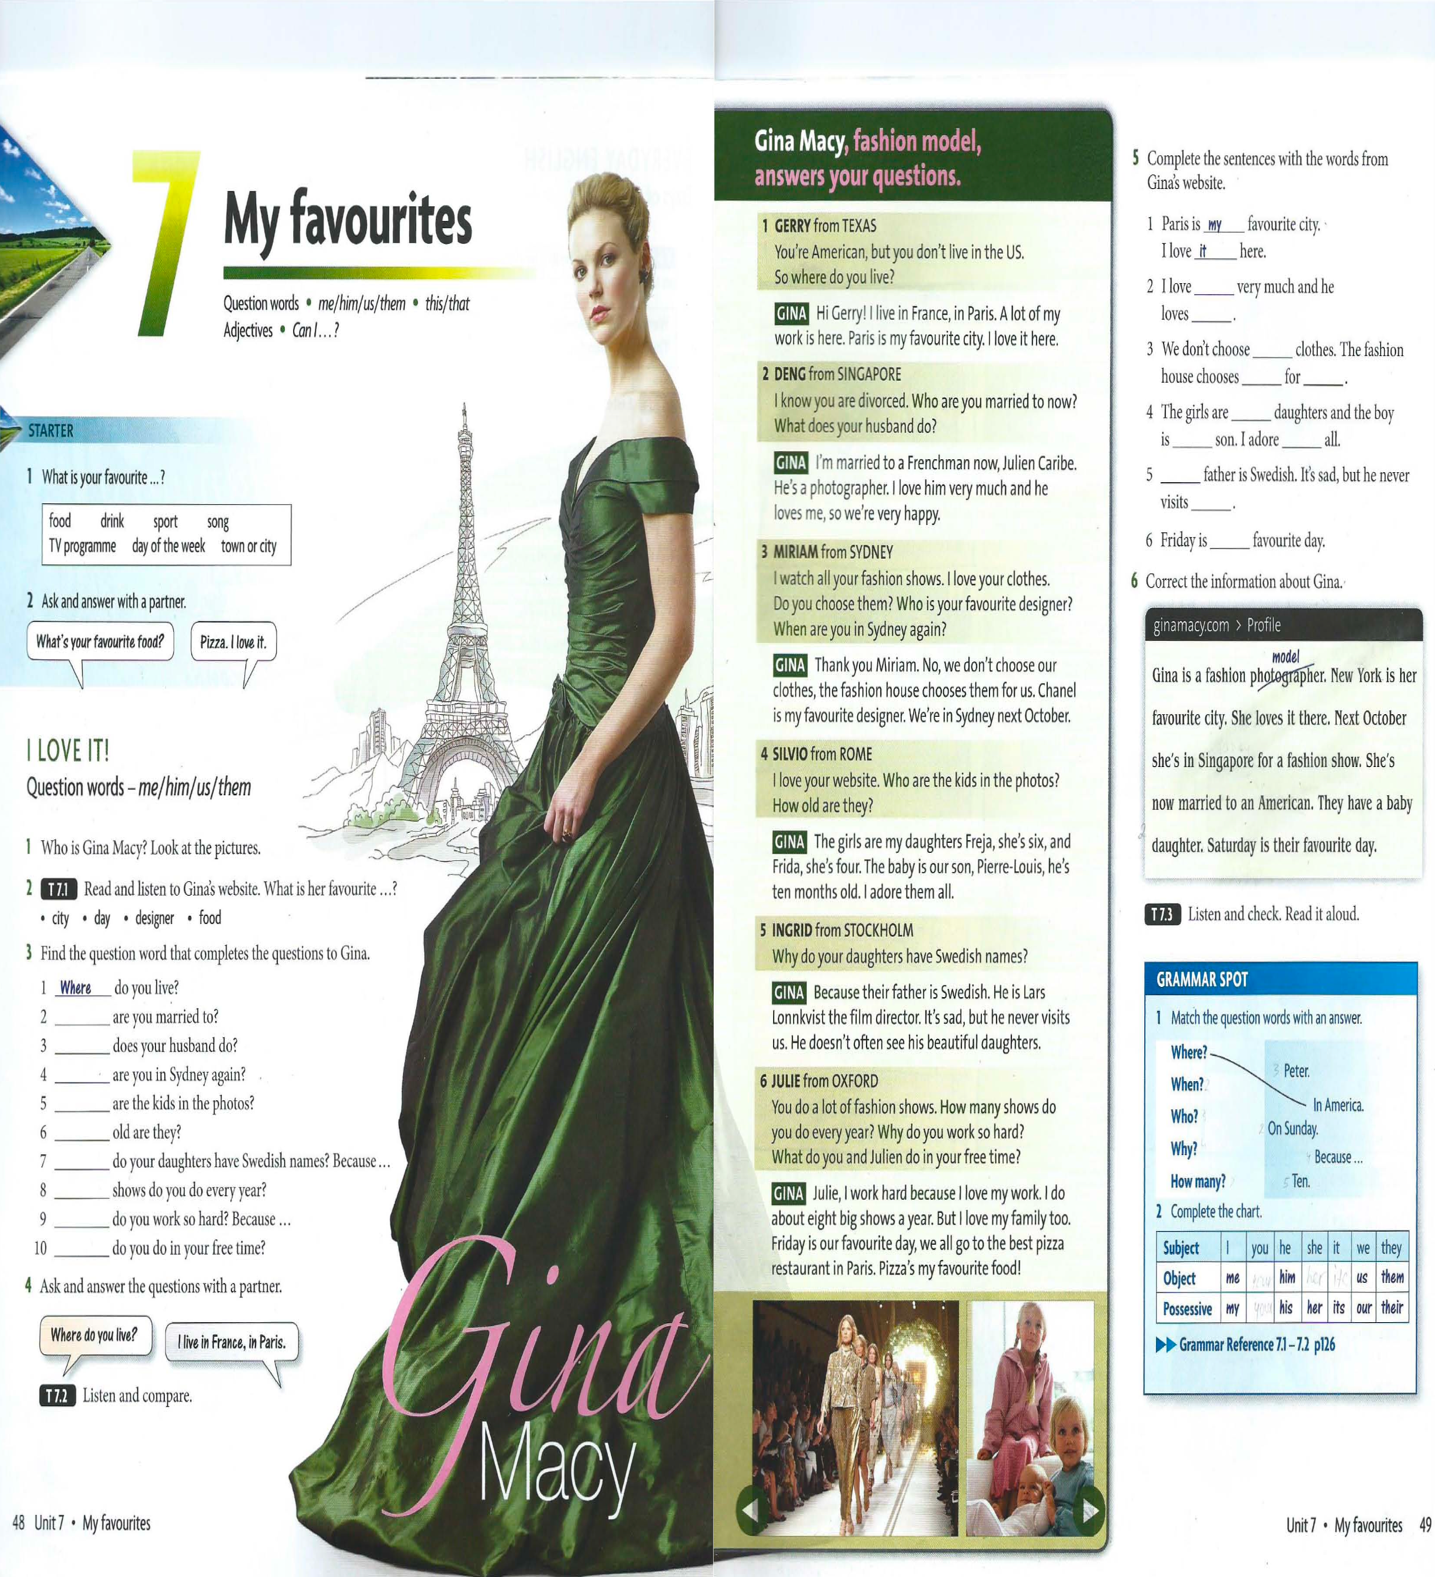 7
My favourites
Question words • me/him/us/them • this/that
Adjectives • Can I…?
STARTER
1 What is your favourite …?
food drink sport song
TV programme day of the week town or city
2 Ask and answer with a partner.
What's your favourite food?
Pizza. I love it.
I LOVE IT!
Question words – me/him/us/them
1 Who is Gina Macy? Look at the pictures.
2 T 7.1 Read and listen to Gina's website. What is her favourite …?
• city • day • designer • food
3 Find the question word that completes the questions to Gina.
1 Where do you live?
2 ______ are you married to?
3 ______ does your husband do?
4 ______ are you in Sydney again?
5 ______ are the kids in the photos?
6 ______ old are they?
7 ______ do your daughters have Swedish names? Because …
8 ______ shows do you do every year?
9 ______ do you work so hard? Because …
10 ______ do you do in your free time?
4 Ask and answer the questions with a partner.
Where do you live?
I live in France, in Paris.
T 7.2 Listen and compare.
Gina
Macy
48 Unit 7 • My favourites
Gina Macy, fashion model,
answers your questions.
1 GERRY from TEXAS
You're American, but you don't live in the US.
So where do you live?
GINA Hi Gerry! I live in France, in Paris. A lot of my
work is here. Paris is my favourite city. I love it here.
2 DENG from SINGAPORE
I know you are divorced. Who are you married to now?
What does your husband do?
GINA I'm married to a Frenchman now, Julien Caribe.
He's a photographer. I love him very much and he
loves me, so we're very happy.
3 MIRIAM from SYDNEY
I watch all your fashion shows. I love your clothes.
Do you choose them? Who is your favourite designer?
When are you in Sydney again?
GINA Thank you Miriam. No, we don't choose our
clothes, the fashion house chooses them for us. Chanel
is my favourite designer. We're in Sydney next October.
4 SILVIO from ROME
I love your website. Who are the kids in the photos?
How old are they?
GINA The girls are my daughters Freja, she's six, and
Frida, she's four. The baby is our son, Pierre-Louis, he's
ten months old. I adore them all.
5 INGRID from STOCKHOLM
Why do your daughters have Swedish names?
GINA Because their father is Swedish. He is Lars
Lonnkvist the film director. It's sad, but he never visits
us. He doesn't often see his beautiful daughters.
6 JULIE from OXFORD
You do a lot of fashion shows. How many shows do
you do every year? Why do you work so hard?
What do you and Julien do in your free time?
GINA Julie, I work hard because I love my work. I do
about eight big shows a year. But I love my family too.
Friday is our favourite day, we all go to the best pizza
restaurant in Paris. Pizza's my favourite food!
5 Complete the sentences with the words from
Gina's website.
1 Paris is my favourite city.
I love it here.
2 I love ______ very much and he
loves ______.
3 We don't choose ______ clothes. The fashion
house chooses ______ for ______.
4 The girls are ______ daughters and the boy
is ______ son. I adore ______ all.
5 ______ father is Swedish. It's sad, but he never
visits ______.
6 Friday is ______ favourite day.
6 Correct the information about Gina.
ginamacy.com > Profile
model
Gina is a fashion photographer. New York is her
favourite city. She loves it there. Next October
she's in Singapore for a fashion show. She's
now married to an American. They have a baby
daughter. Saturday is their favourite day.
T 7.3 Listen and check. Read it aloud.
GRAMMAR SPOT
1 Match the question words with an answer.
Where?
3 Peter.
When?
In America.
Who?
On Sunday.
Why?
Because …
How many?
5 Ten.
2 Complete the chart.
Subject I you he she it we they
Object me you him her its us them
Possessive my his her its our their
Grammar Reference 7.1 – 7.2 p126
Unit 7 • My favourites 49